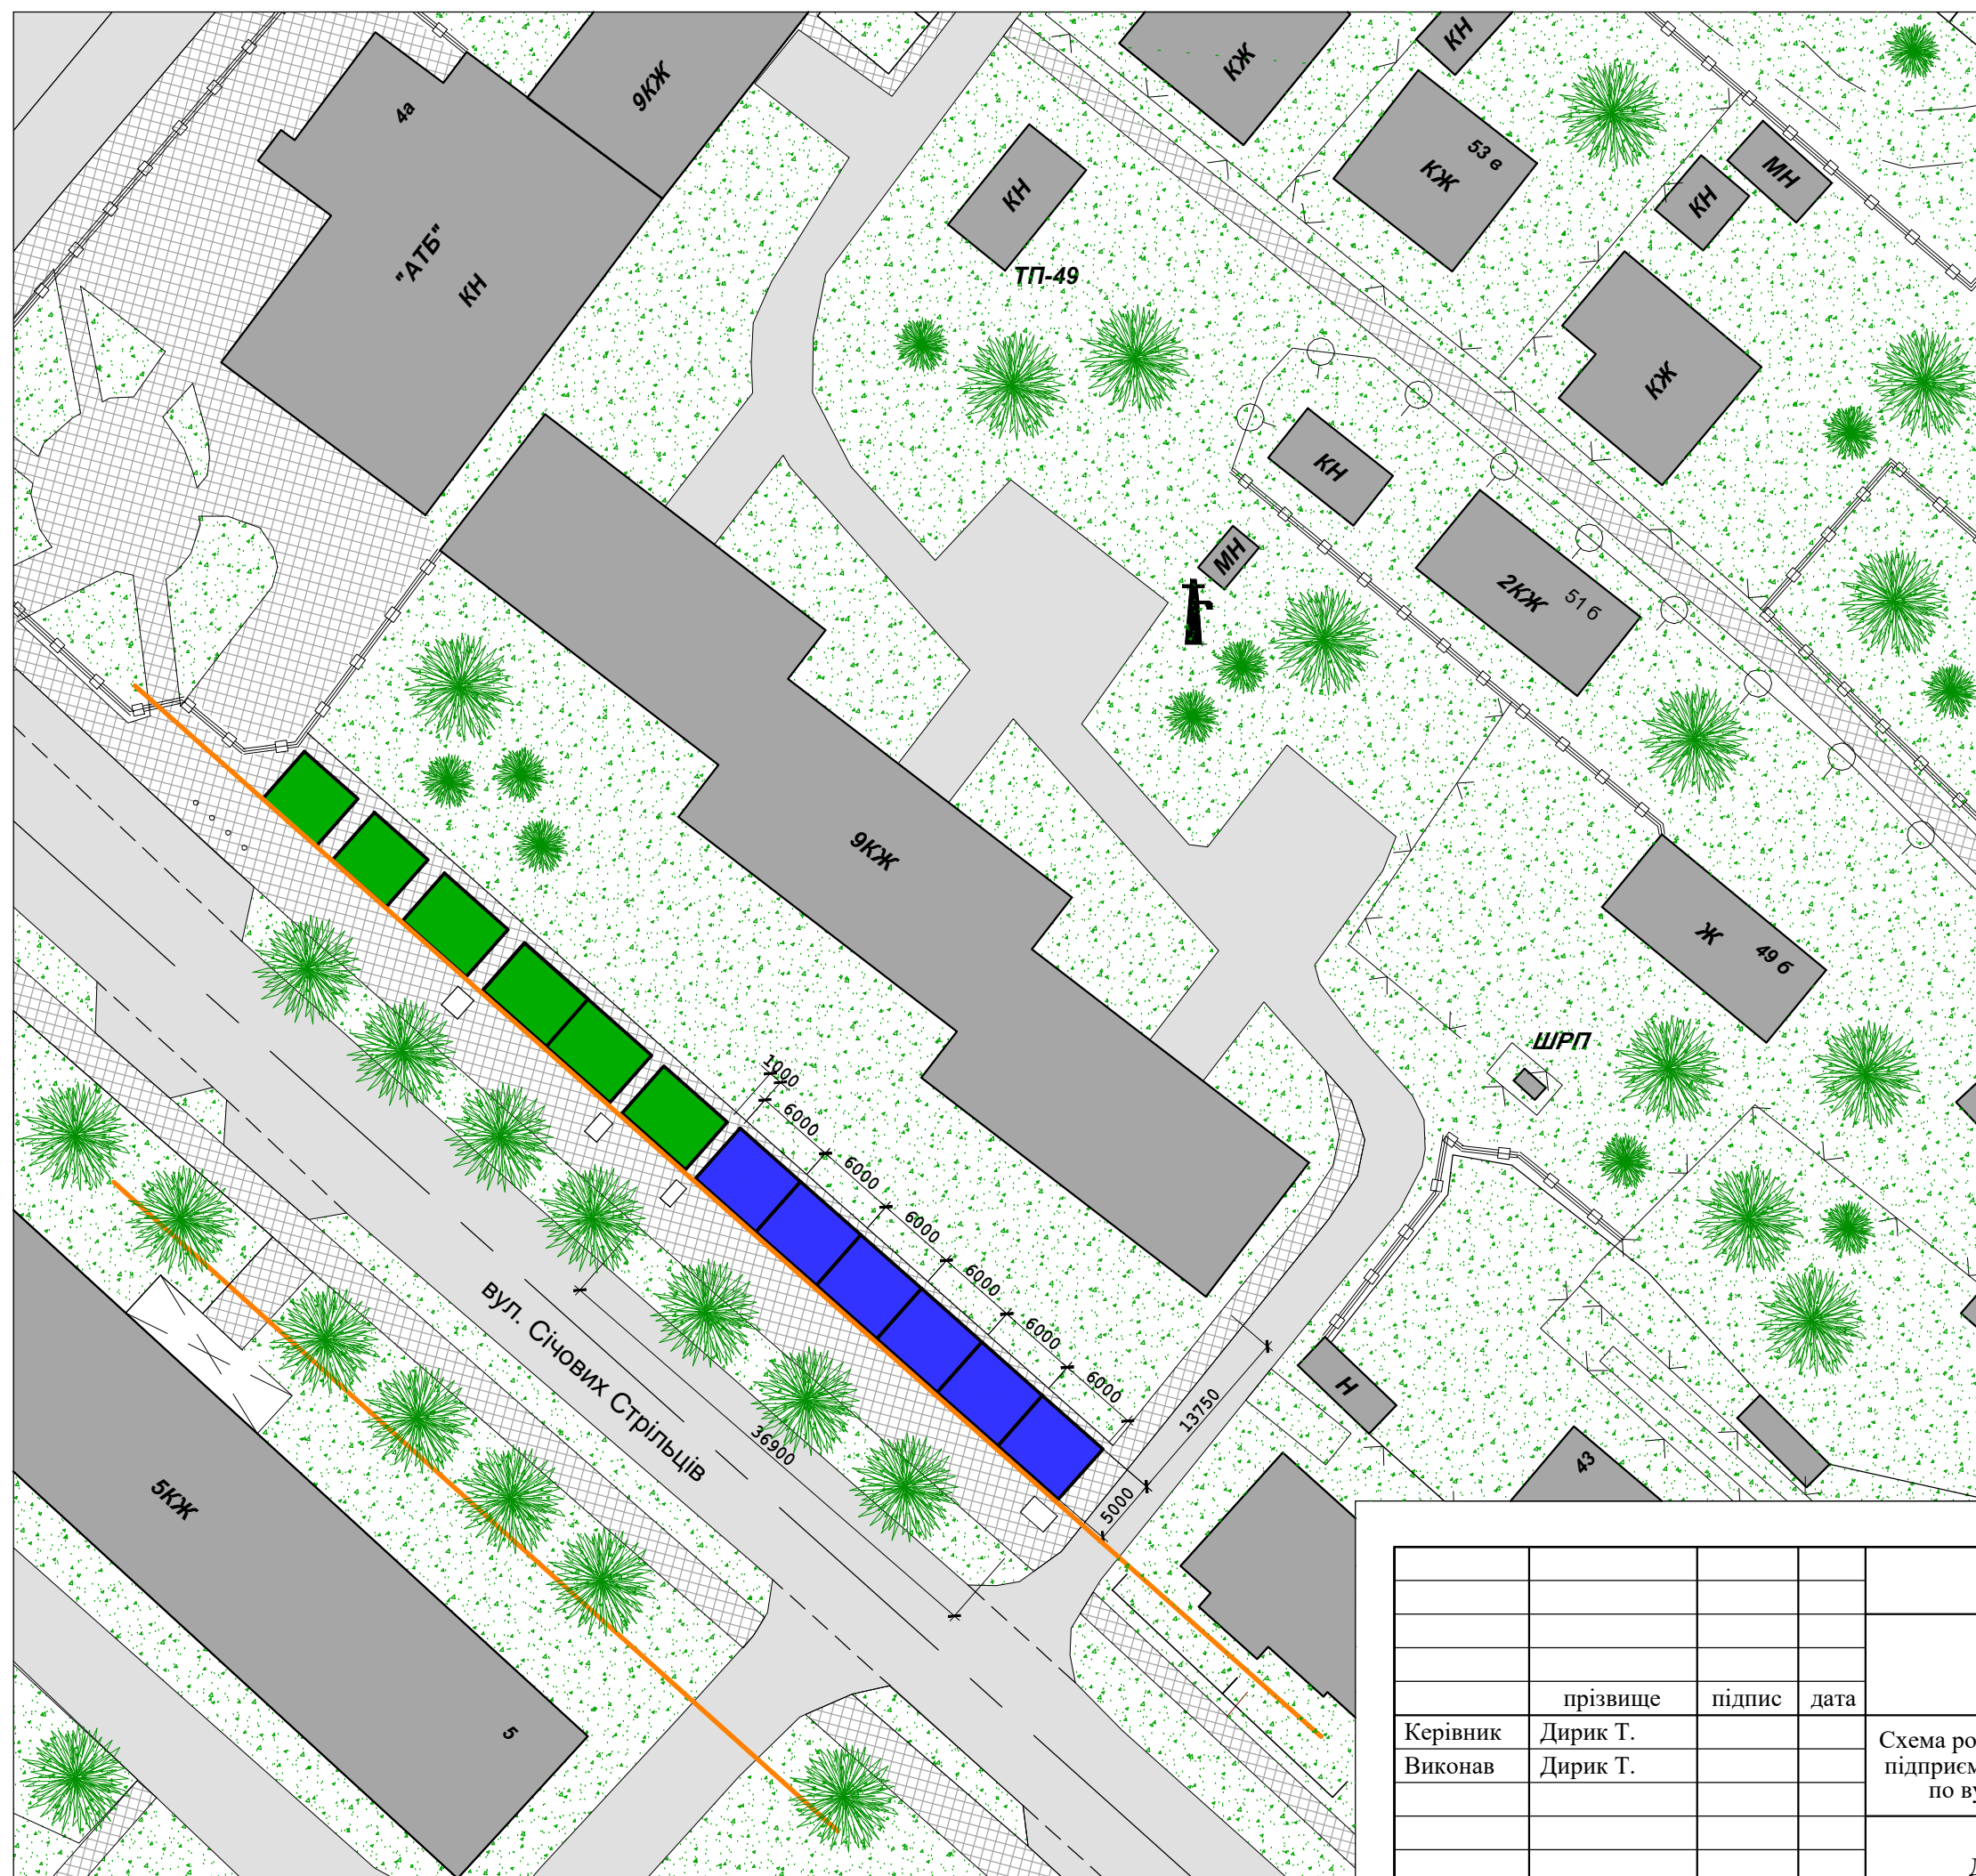 4а
9КЖ
КЖ
КН
53 в
КЖ
МН
КН
КН
"АТБ"
КН
ТП-49
КЖ
КН
МН
2КЖ
51 б
9КЖ
Ж
49 б
ШРП
1000
6000
6000
6000
6000
6000
6000
13750
5000
36900
вул. Січових Стрільців
Н
43
5КЖ
5
прізвище підпис дата
Керівник Дирик Т.
Виконав Дирик Т.
Схема
по